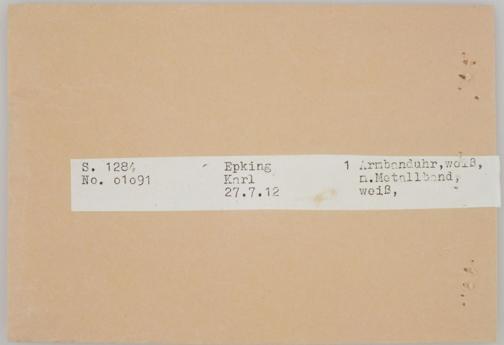 S. 1284 Epking 1 Armbanduhr,weiß,
No. o1o91 Karl m.Metallband,
27.7.12 weiß,